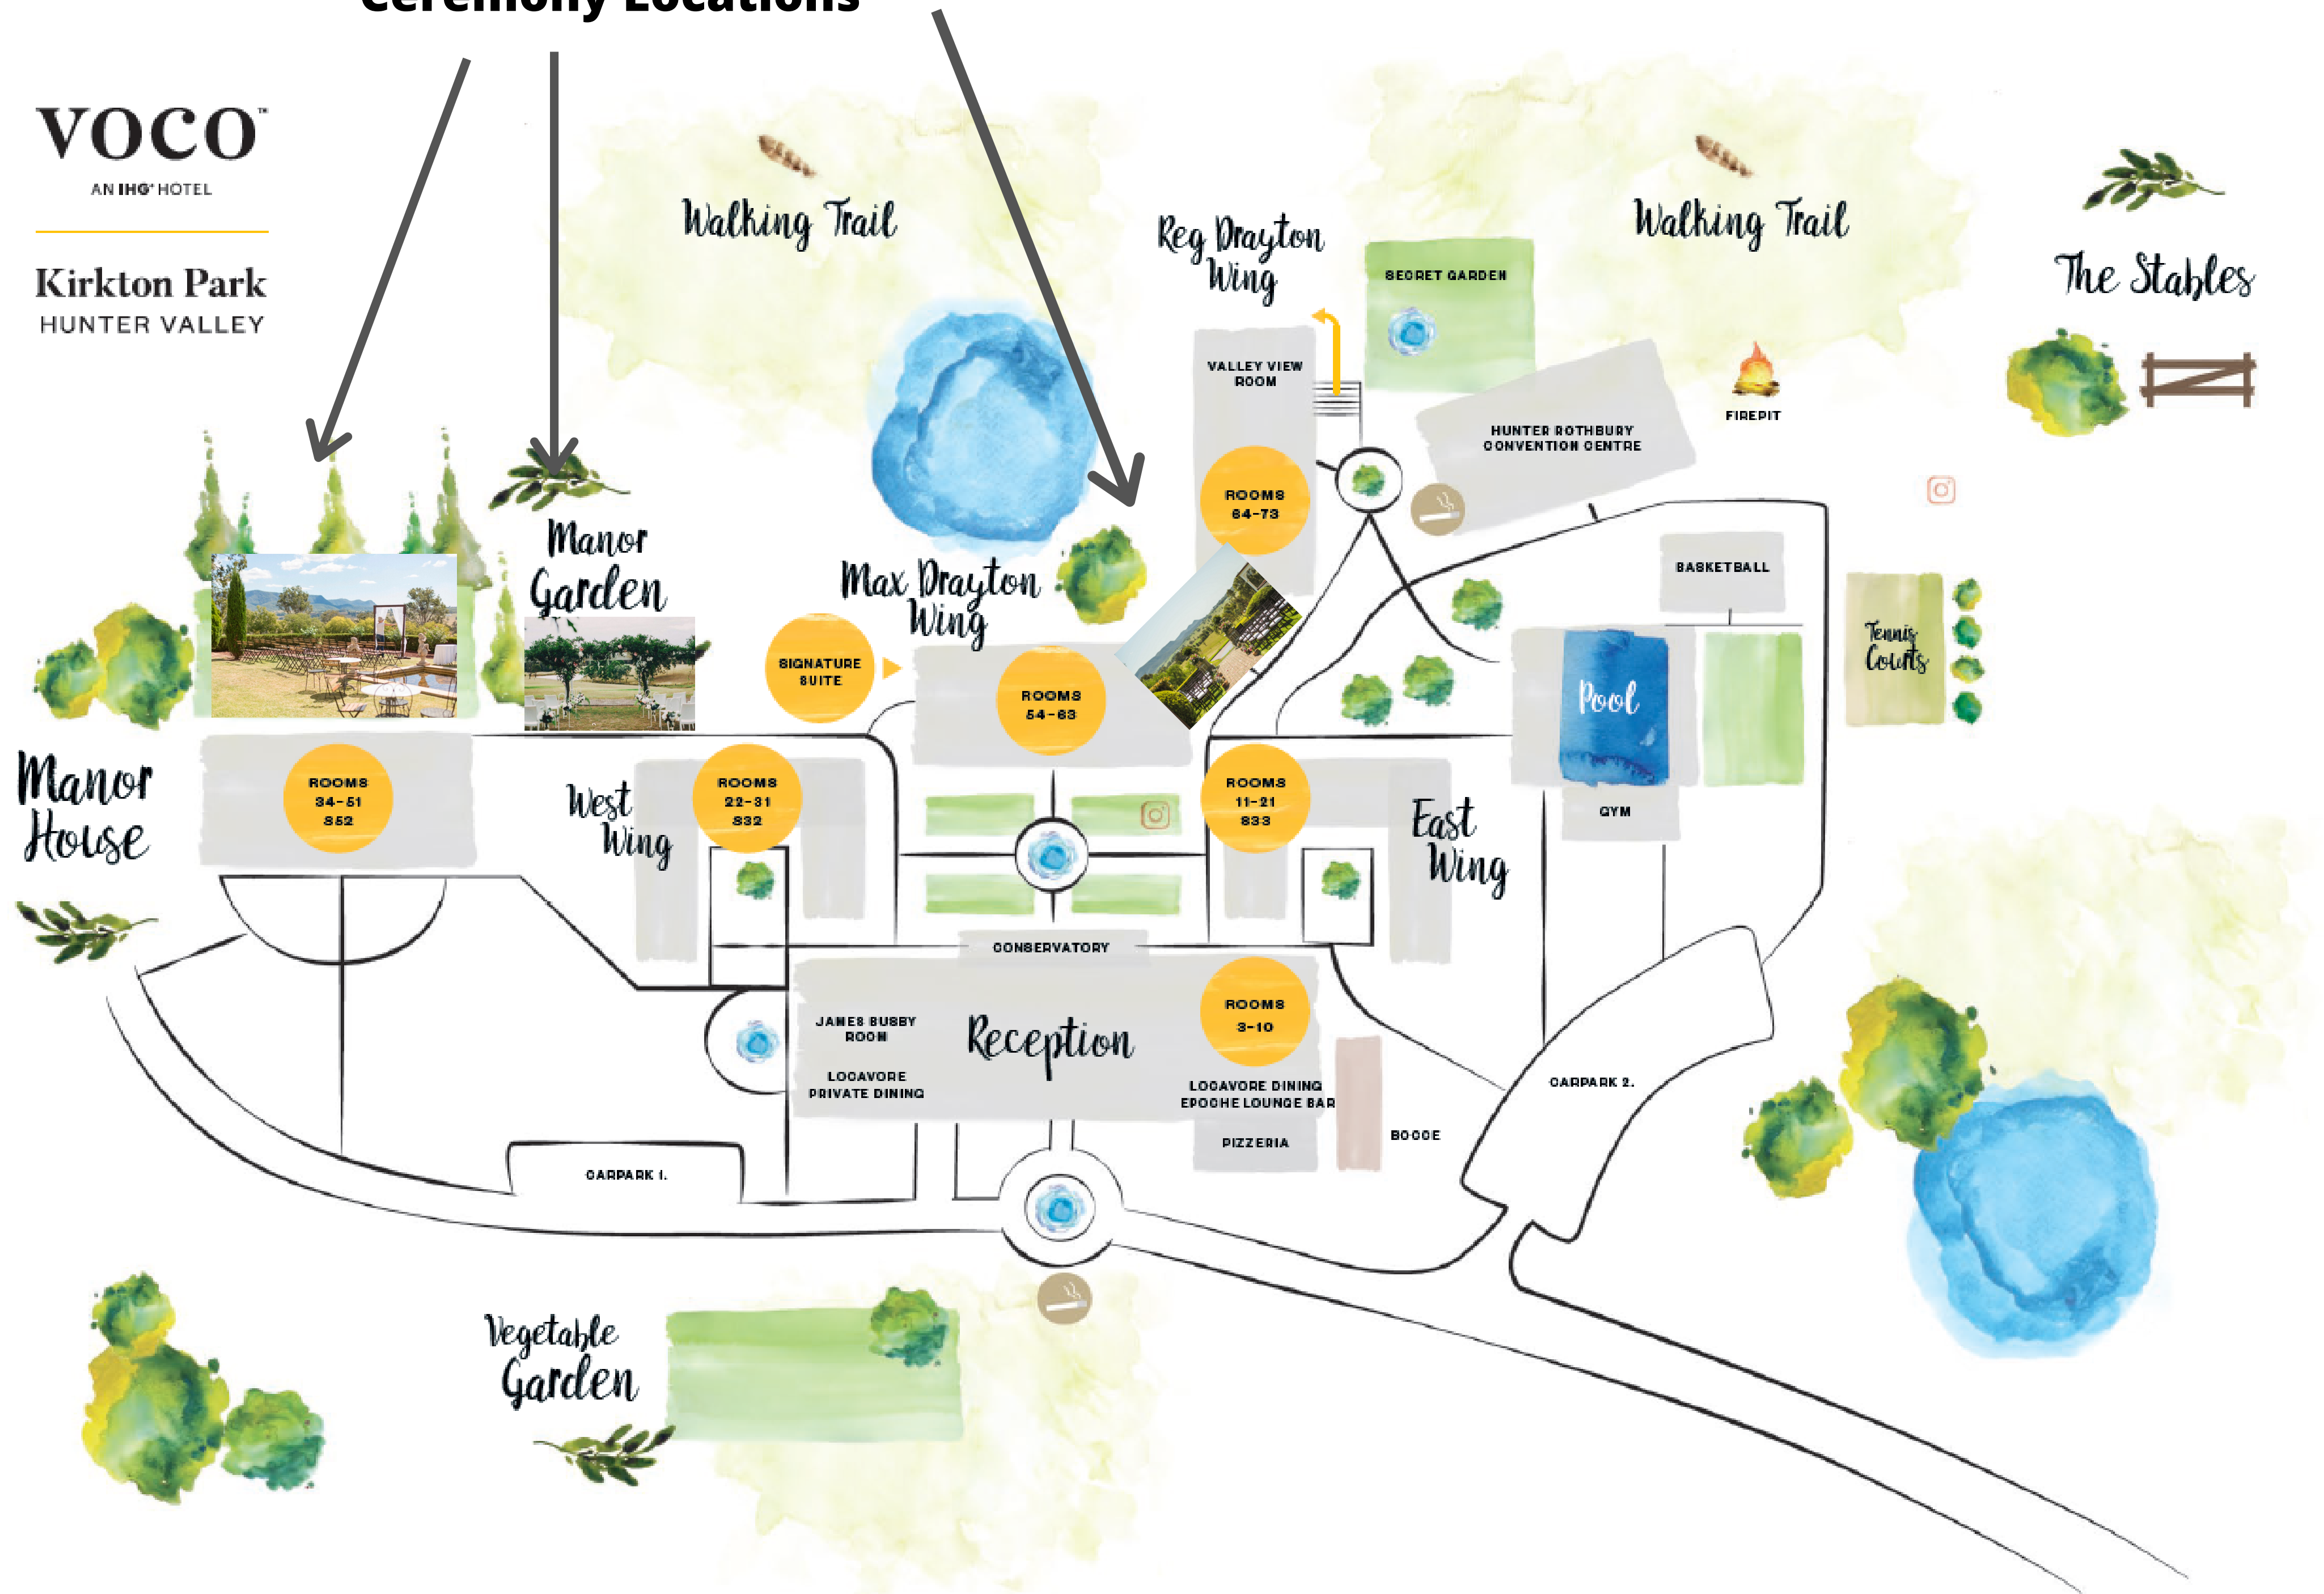 Ceremony Locations
VOCO™
AN IHG® HOTEL
Kirkton Park
HUNTER VALLEY
Walking Trail
Reg Drayton
Wing
SECRET GARDEN
Walking Trail
The Stables
VALLEY VIEW
ROOM
FIREPIT
HUNTER ROTHBURY
CONVENTION CENTRE
ROOMS
64-73
Manor
Garden
Max Drayton
Wing
BASKETBALL
Tennis
Courts
SIGNATURE
SUITE
ROOMS
54-63
Pool
Manor
House
ROOMS
34-51
S52
West
Wing
ROOMS
22-31
S32
ROOMS
11-21
S33
East
Wing
GYM
CONSERVATORY
JAMES BUSBY
ROOM
Reception
ROOMS
3-10
LOCAVORE
PRIVATE DINING
LOCAVORE DINING
EPOCHE LOUNGE BAR
CARPARK 2.
PIZZERIA
BOCCE
CARPARK 1.
Vegetable
Garden